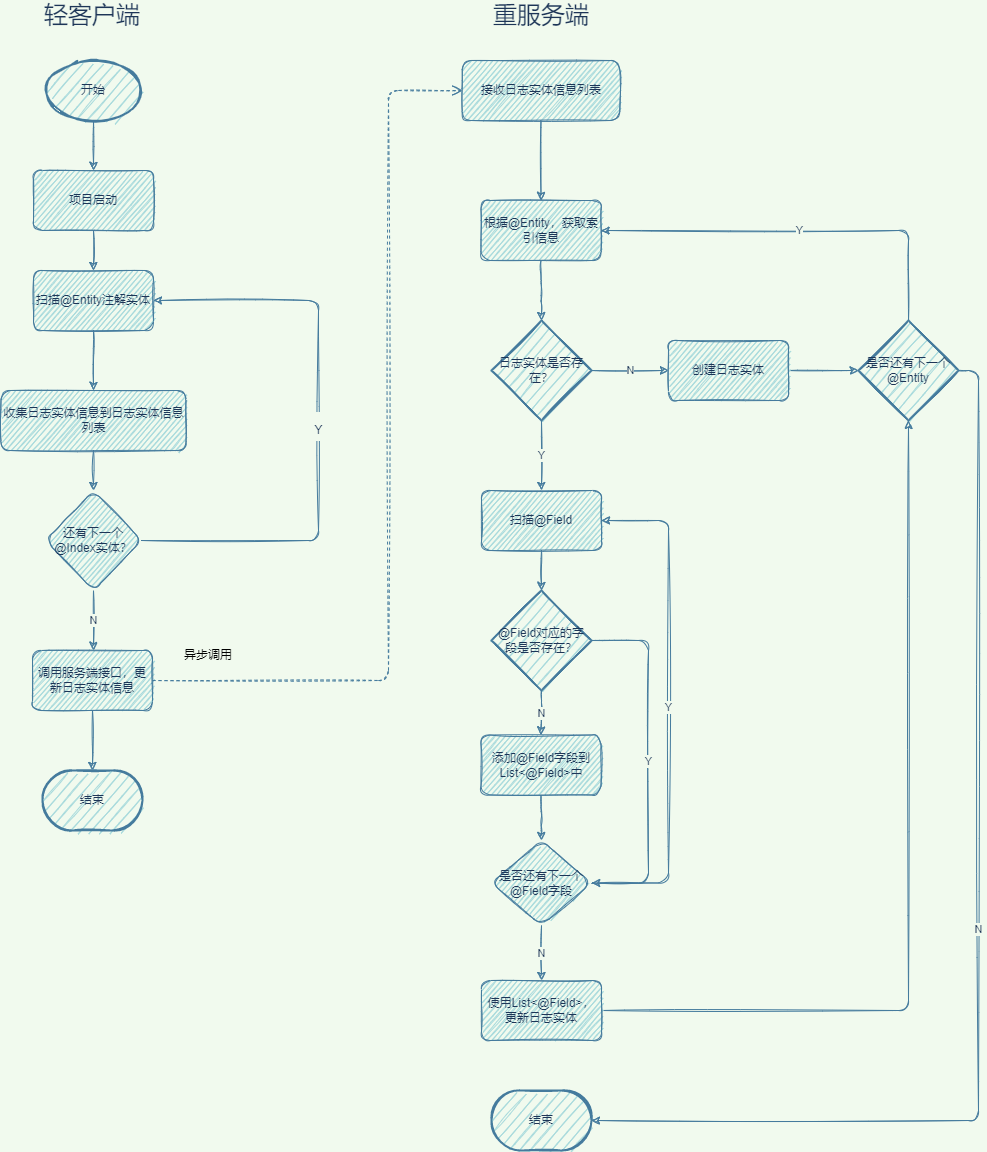 轻客户端
开始
项目启动
扫描@Entity注解实体
收集日志实体信息到日志实体信息
列表
还有下一个
@Index实体?
Y
N
调用服务端接口，更
新日志实体信息
异步调用
结束
重服务端
接收日志实体信息列表
根据@Entity，获取索
引信息
Y
日志实体是否存
在?
N
创建日志实体
是否还有下一个
@Entity
Y
扫描@Field
@Field对应的字
段是否存在?
N
Y
Y
添加@Field字段到
List<@Field>中
是否还有下一个
@Field字段
N
N
使用List<@Field>，
更新日志实体
结束